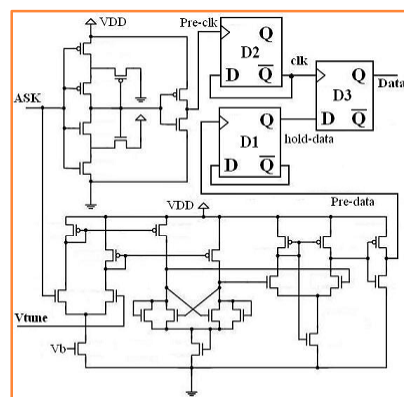 VDD
Pre-clk
Q
D2
D Q
clk
Q
D3
D Q
Data
ASK
Q
D1
D Q
hold-data
Pre-data
VDD
Vtune
Vb